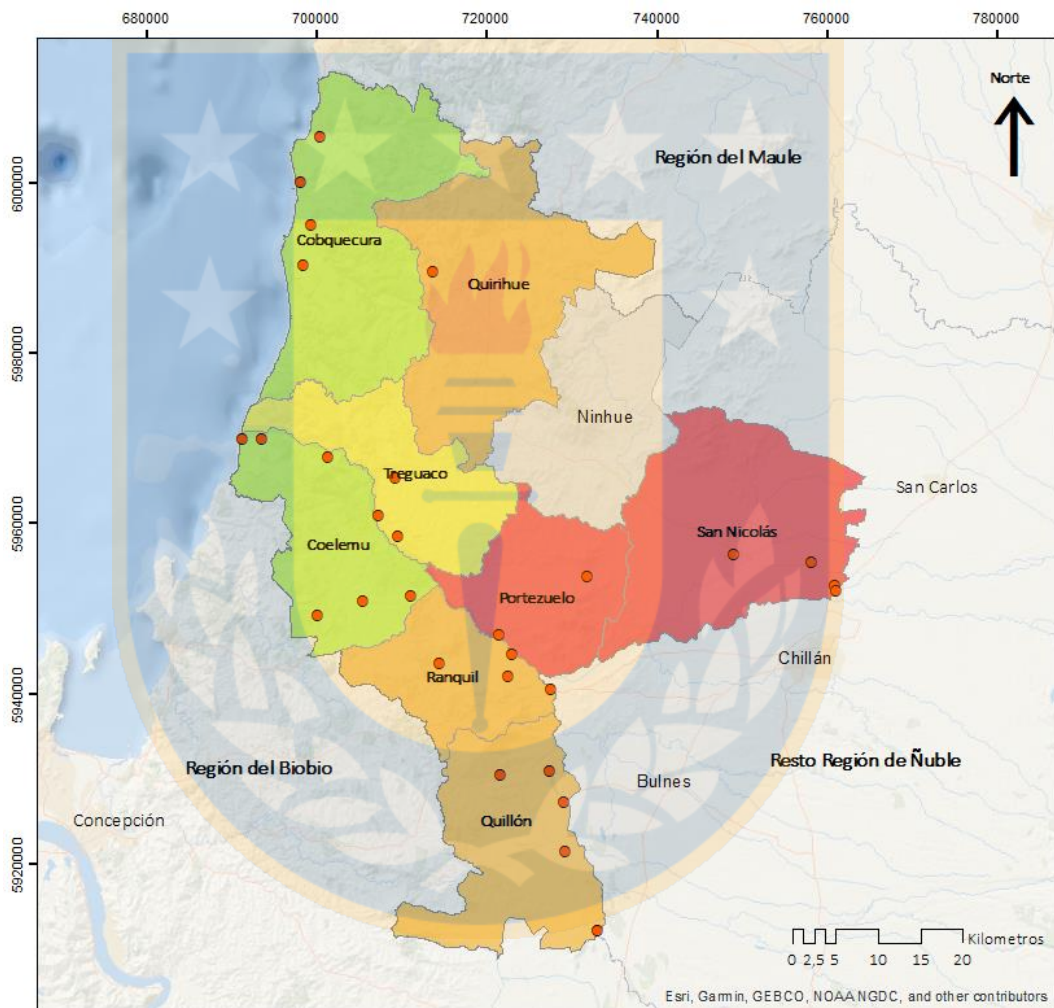 680000 700000 720000 740000 760000 780000
Norte
Región del Maule
6000000
Cobquecura
Quirihue
5980000
Ninhue
Treguaco
San Carlos
San Nicolás
5960000
Coelemu
Portezuelo
Chillán
Ranquil
5940000
Región del Biobio
Resto Región de Ñuble
Bulnes
Concepción
Quillón
5920000
Kilometros
0 2,5 5 10 15 20
Esri, Garmin, GEBCO, NOAA NGDC, and other contributors